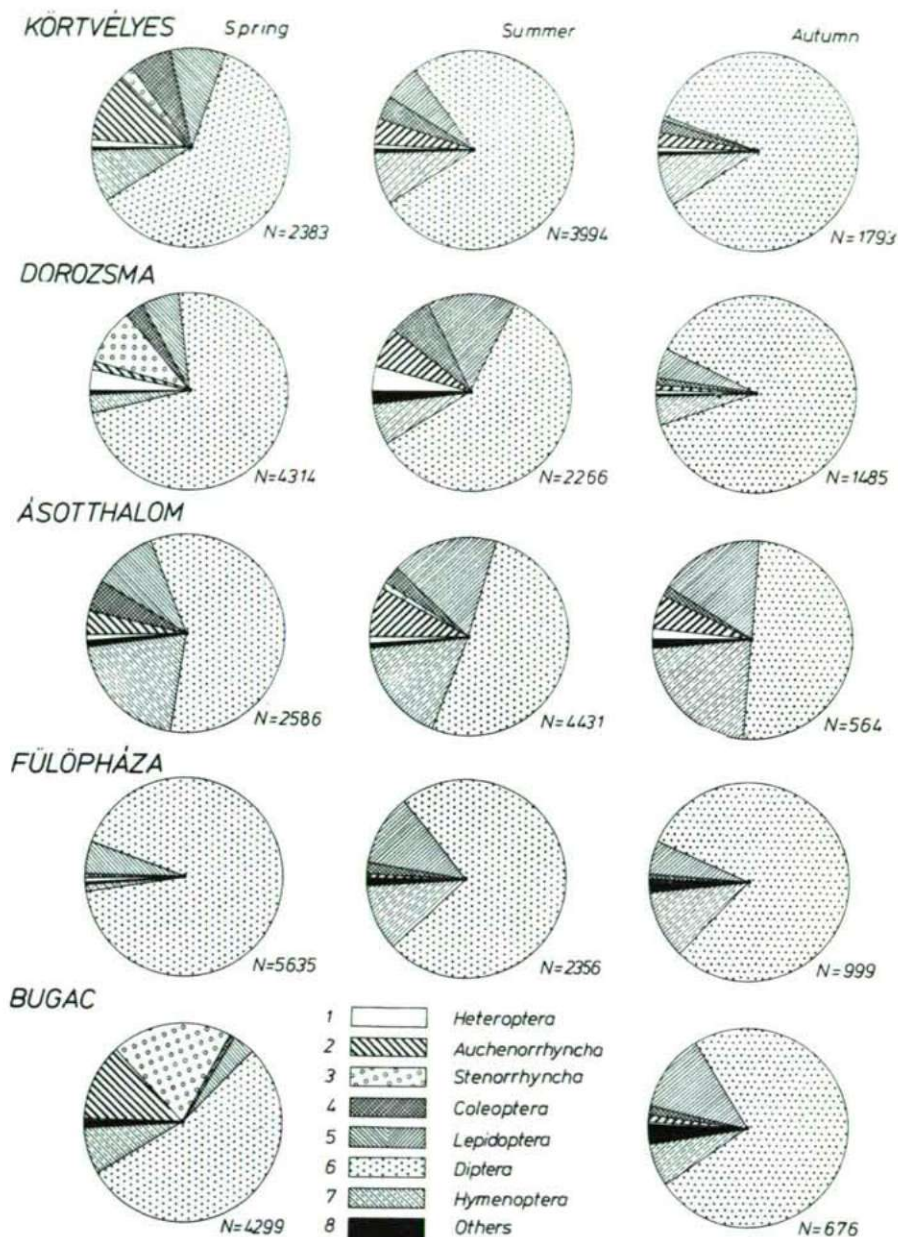 KÖRTVÉLYES Spring Summer Autumn
N=2383 N=3994 N=1793
DOROZSMA
N=4314 N=2266 N=1485
ÁSOTTHALOM
N=2586 N=4431 N=564
FÜLÖPHÁZA
N=5635 N=2356 N=999
BUGAC
1 Heteroptera
2 Auchenorrhyncha
3 Stenorrhyncha
4 Coleoptera
5 Lepidoptera
6 Diptera
7 Hymenoptera
8 Others
N=4299 N=676